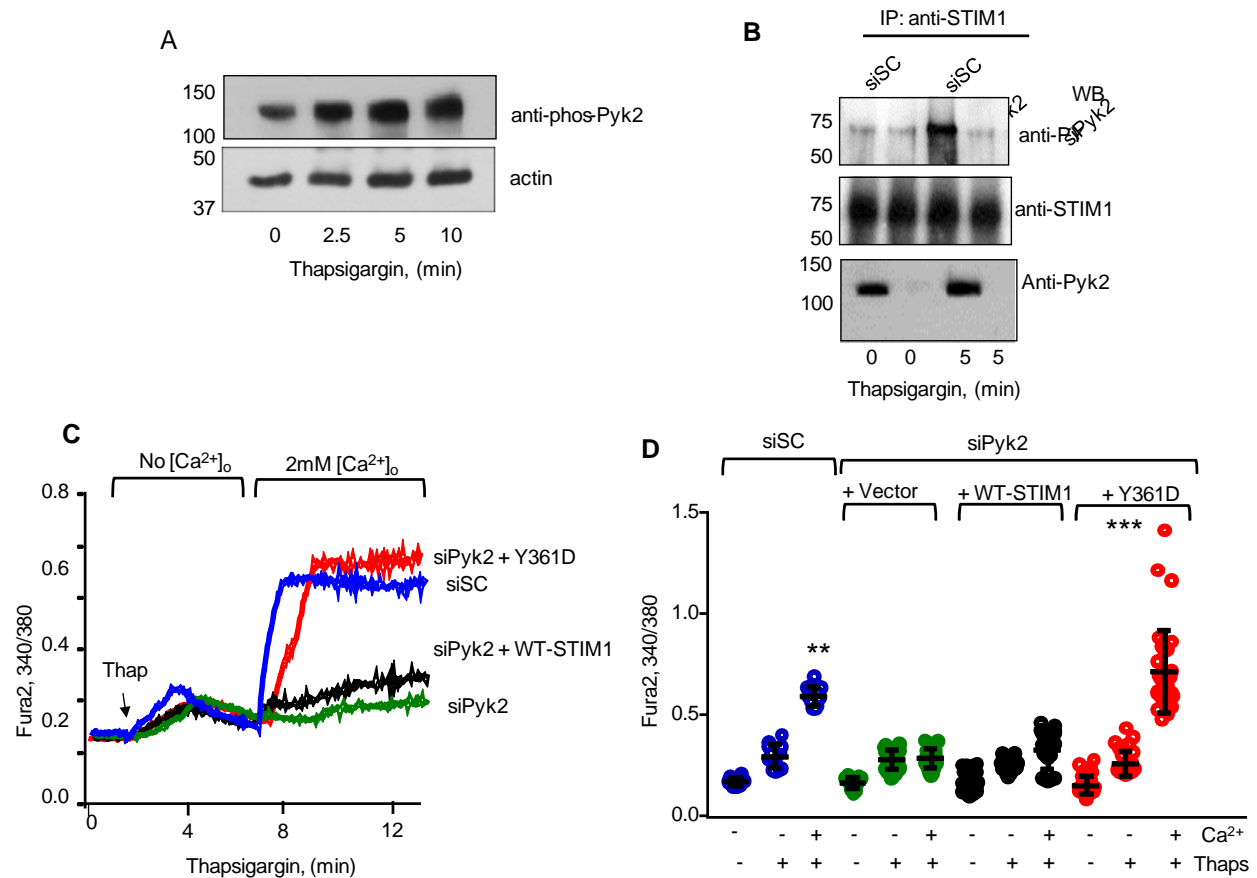 A
150
100
anti-phos-Pyk2
50
37
actin
0 2.5 5 10
Thapsigargin, (min)
B
IP: anti-STIM1
siSC siSC
WB
siPyk2
75
50
75
50
anti-STIM1
150
100
Anti-Pyk2
0 0 5 5
Thapsigargin, (min)
C
No [Ca²⁺]ₒ 2mM [Ca²⁺]ₒ
0.8
0.6
0.4
0.2
0.0
Fura2, 340/380
Thap
siPyk2 + Y361D
siSC
siPyk2 + WT-STIM1
siPyk2
0 4 8 12
Thapsigargin, (min)
D
siSC siPyk2
+ Vector + WT-STIM1 + Y361D
1.5
1.0
0.5
0.0
Fura2, 340/380
**
***
- - + - - + - - + - - + Ca²⁺
- + + - + + - + + - + + Thaps